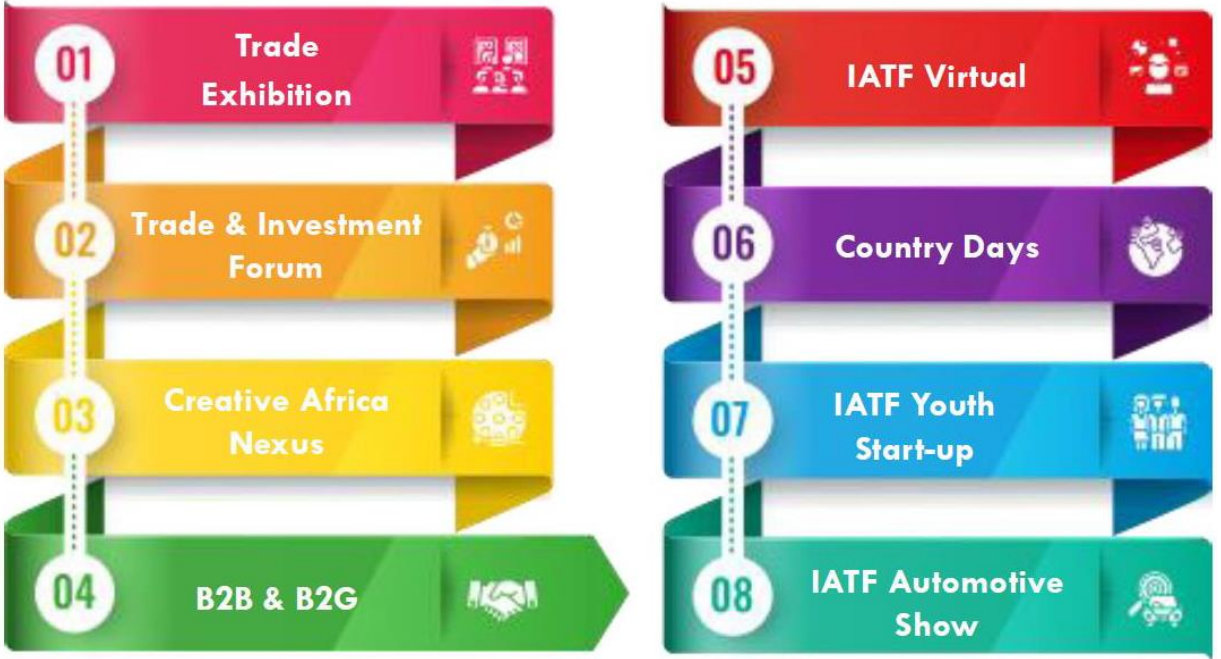 01
Trade
Exhibition
02
Trade & Investment
Forum
03
Creative Africa
Nexus
04
B2B & B2G
05
IATF Virtual
06
Country Days
07
IATF Youth
Start-up
08
IATF Automotive
Show